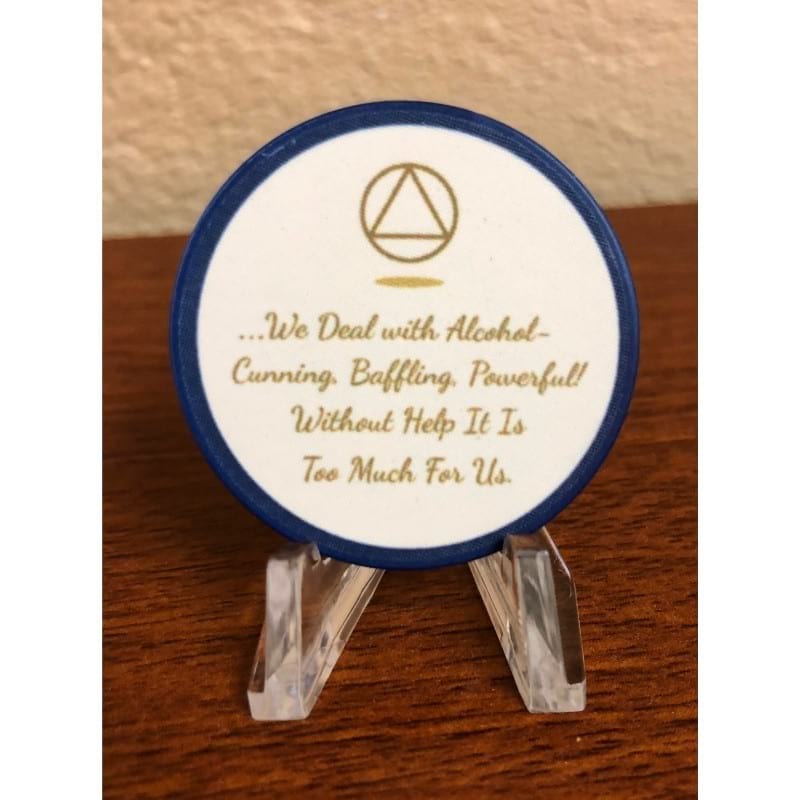 ...We Deal with Alcohol-
Cunning, Baffling, Powerful!
Without Help It Is
Too Much For Us.